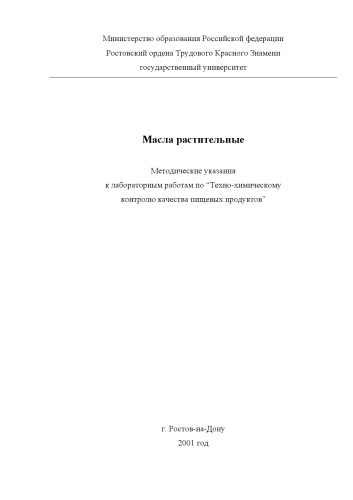 Министерство образования Российской федерации
Ростовский ордена Трудового Красного Знамени
государственный университет
Масла растительные
Методические указания
к лабораторным работам по “Техно-химическому
контролю качества пищевых продуктов”
г. Ростов-на-Дону
2001 год